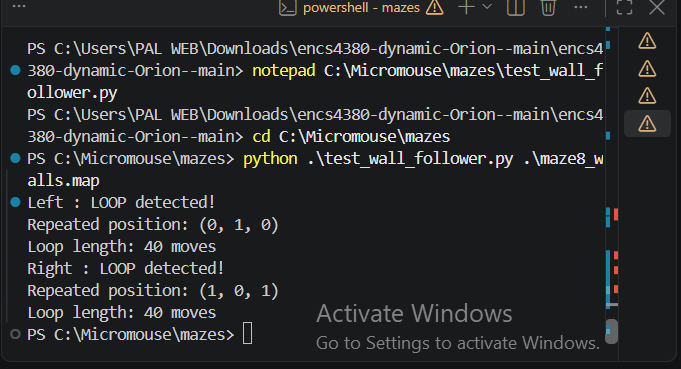 powershell - mazes
PS C:\Users\PAL WEB\Downloads\encs4380-dynamic-Orion--main\encs4
380-dynamic-Orion--main> notepad C:\Micromouse\mazes\test_wall_f
ollower.py
PS C:\Users\PAL WEB\Downloads\encs4380-dynamic-Orion--main\encs4
380-dynamic-Orion--main> cd C:\Micromouse\mazes
PS C:\Micromouse\mazes> python .\test_wall_follower.py .\maze8_w
alls.map
Left : LOOP detected!
Repeated position: (0, 1, 0)
Loop length: 40 moves
Right : LOOP detected!
Repeated position: (1, 0, 1)
Loop length: 40 moves
PS C:\Micromouse\mazes>
Activate Windows
Go to Settings to activate Windows.